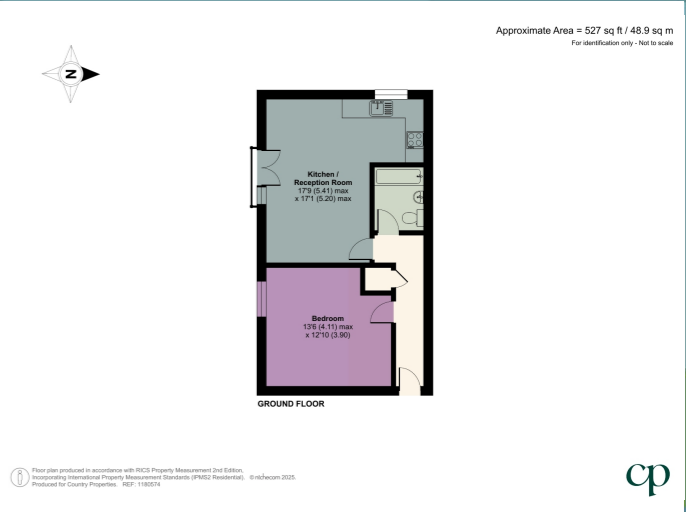 Approximate Area = 527 sq ft / 48.9 sq m
For identification only - Not to scale
N
Kitchen /
Reception Room
17'9 (5.41) max
x 17'1 (5.20) max
Bedroom
13'6 (4.11) max
x 12'10 (3.90)
GROUND FLOOR
Floor plan produced in accordance with RICS Property Measurement 2nd Edition,
Incorporating International Property Measurement Standards (IPMS2 Residential). © nichecom 2025.
Produced for Country Properties. REF: 1180574
cp